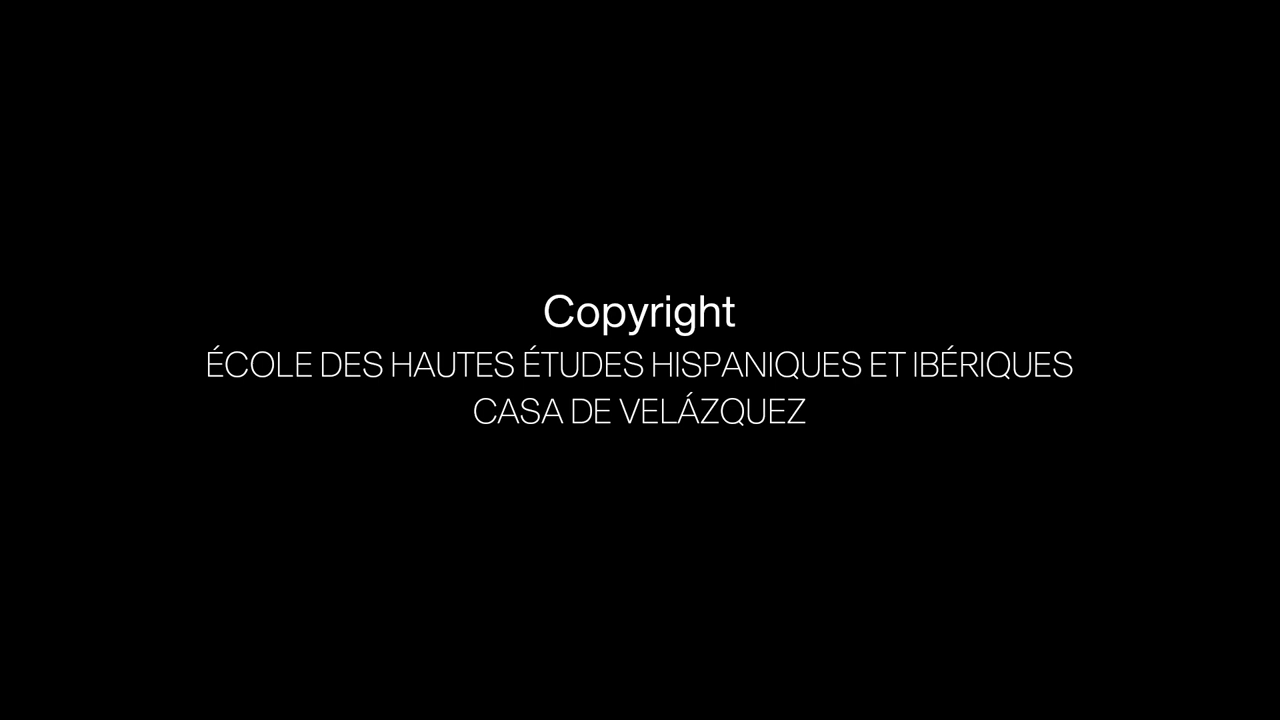 Copyright
ÉCOLE DES HAUTES ÉTUDES HISPANIQUES ET IBÉRIQUES
CASA DE VELÁZQUEZ